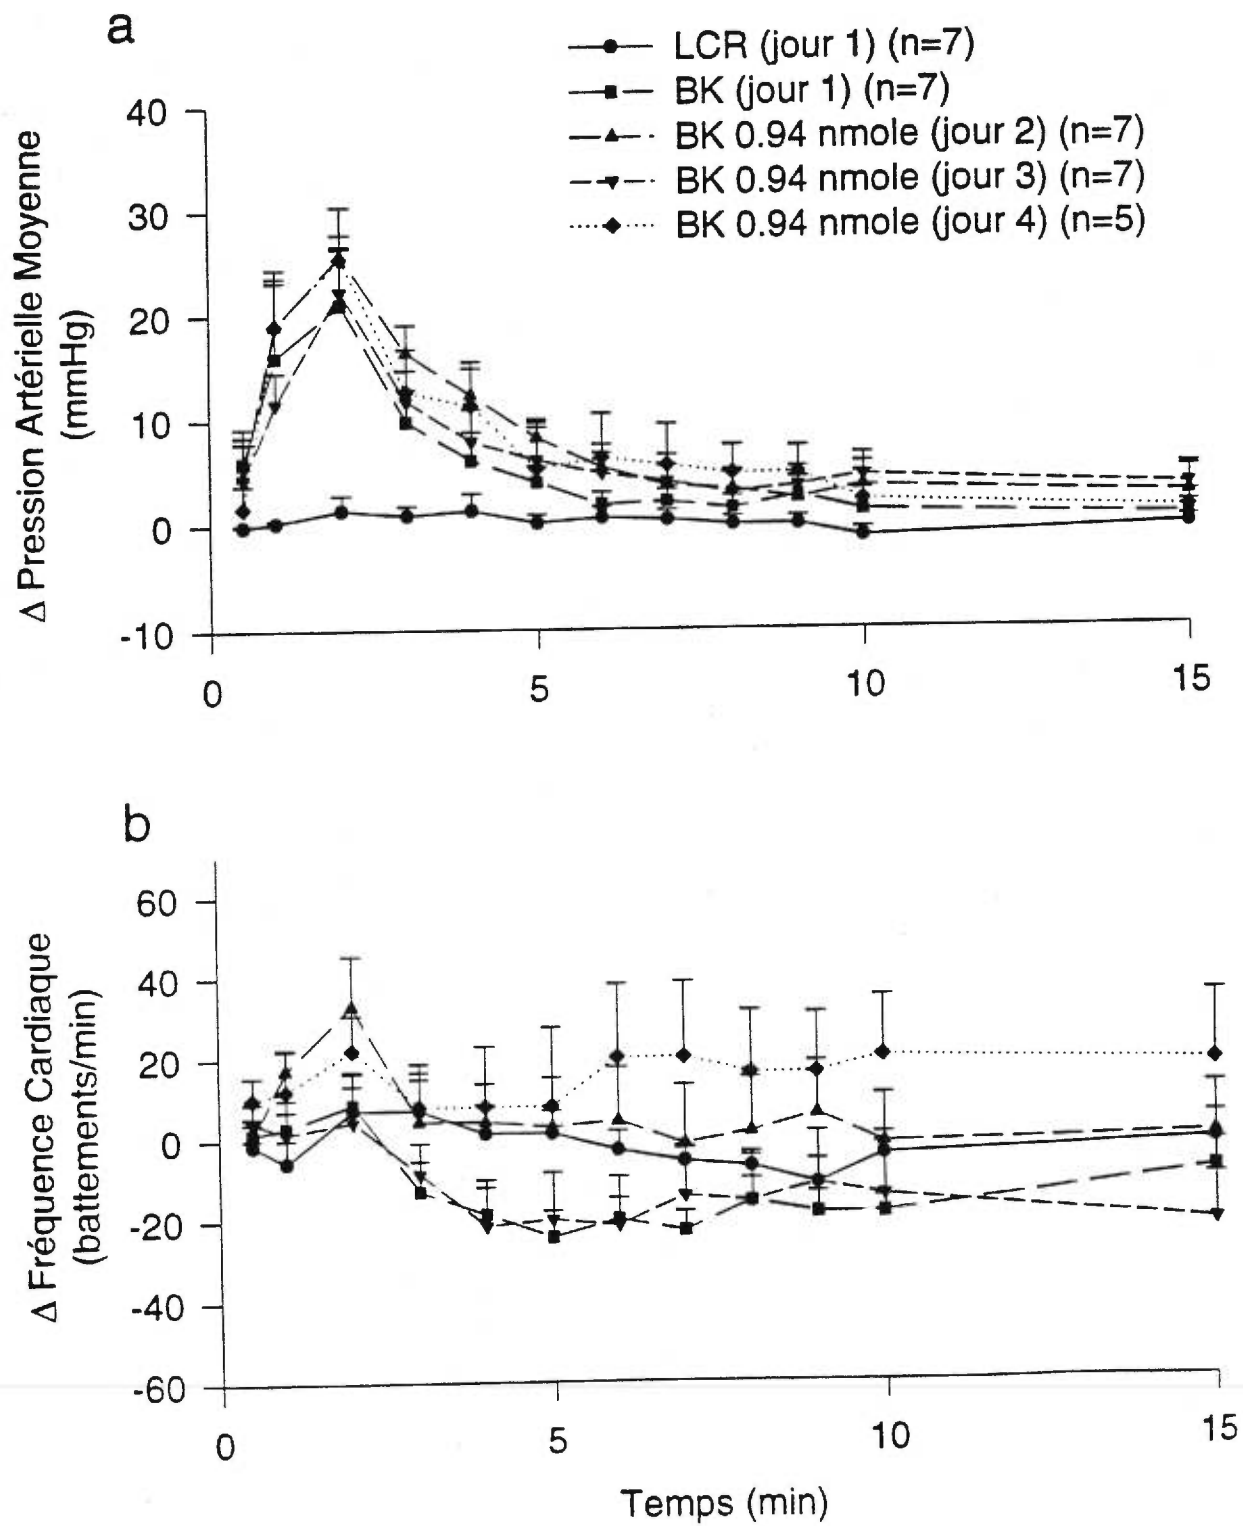 a
LCR (jour 1) (n=7)
BK (jour 1) (n=7)
BK 0.94 nmole (jour 2) (n=7)
BK 0.94 nmole (jour 3) (n=7)
BK 0.94 nmole (jour 4) (n=5)
Δ Pression Artérielle Moyenne
(mmHg)
40
30
20
10
0
-10
0 5 10 15
b
Δ Fréquence Cardiaque
(battements/min)
60
40
20
0
-20
-40
-60
0 5 10 15
Temps (min)